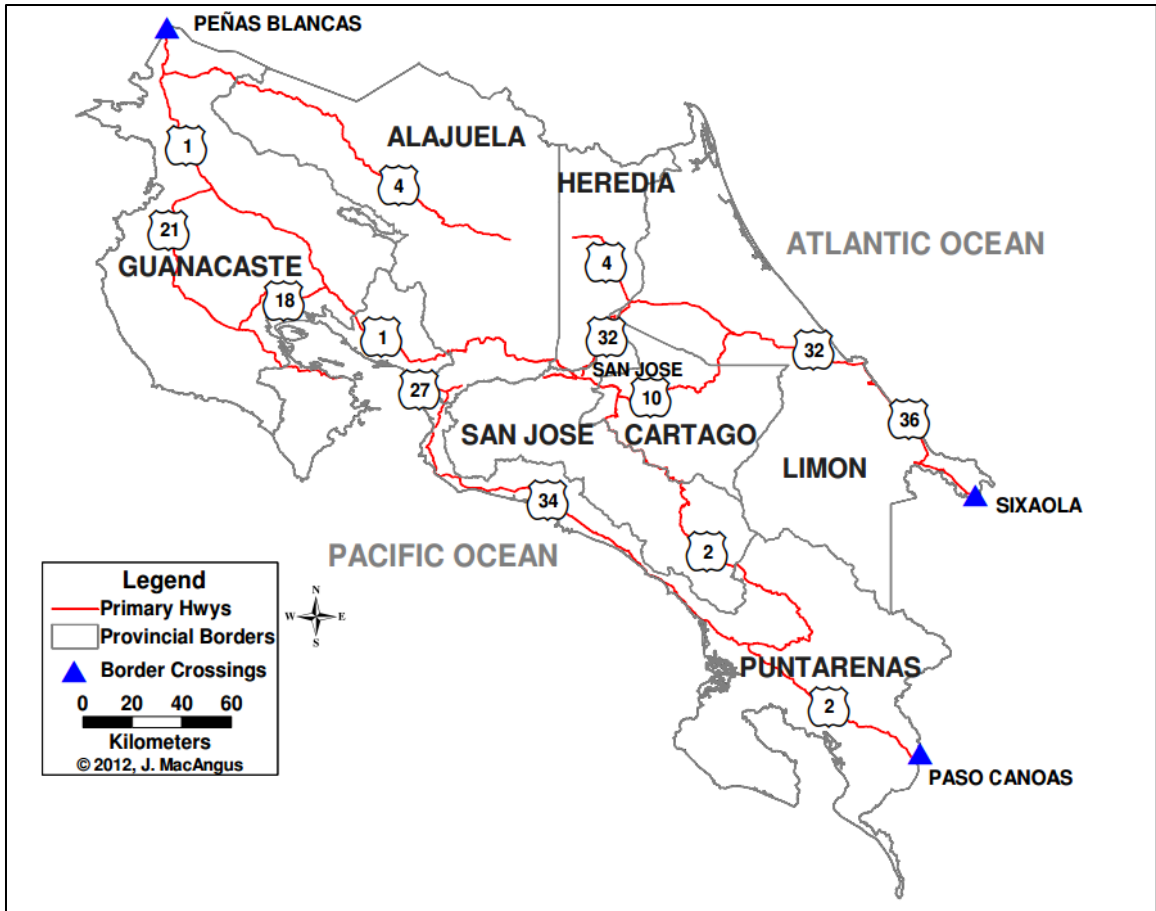 PEÑAS BLANCAS
ALAJUELA
1
HEREDIA
4
21
ATLANTIC OCEAN
GUANACASTE
4
18
1
32
32
SAN JOSE
27
10
36
SAN JOSE
CARTAGO
LIMON
34
SIXAOLA
2
PACIFIC OCEAN
Legend
Primary Hwys
Provincial Borders
Border Crossings
0 20 40 60
Kilometers
© 2012, J. MacAngus
N
W E
S
PUNTARENAS
2
PASO CANOAS